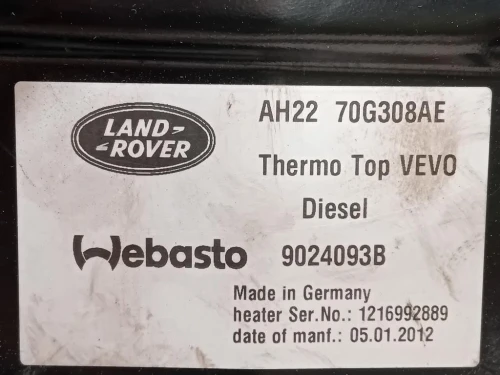 LAND-
ROVER
AH22 70G308AE
Thermo Top VEVO
Diesel
Webasto 9024093B
Made in Germany
heater Ser.No.: 1216992889
date of manf.: 05.01.2012